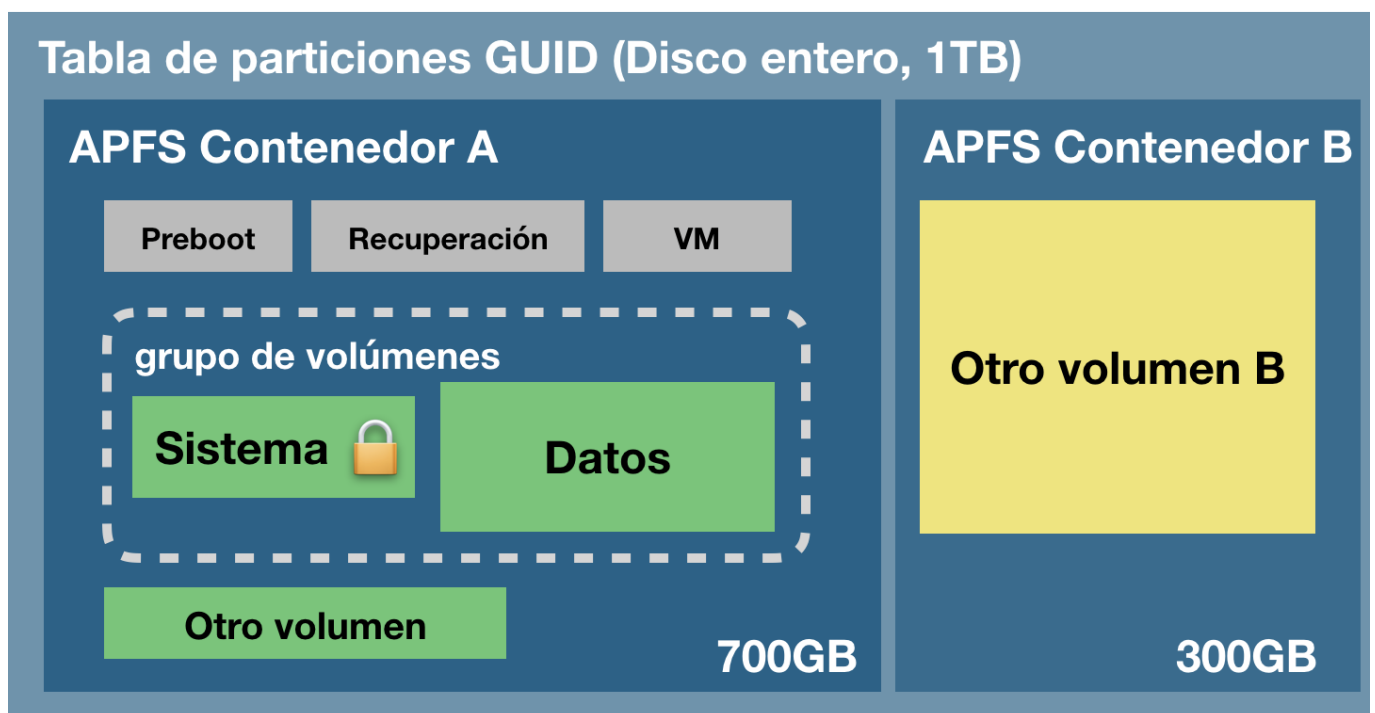 Tabla de particiones GUID (Disco entero, 1TB)
APFS Contenedor A
Preboot
Recuperación
VM
grupo de volúmenes
Sistema
Datos
Otro volumen
700GB
APFS Contenedor B
Otro volumen B
300GB